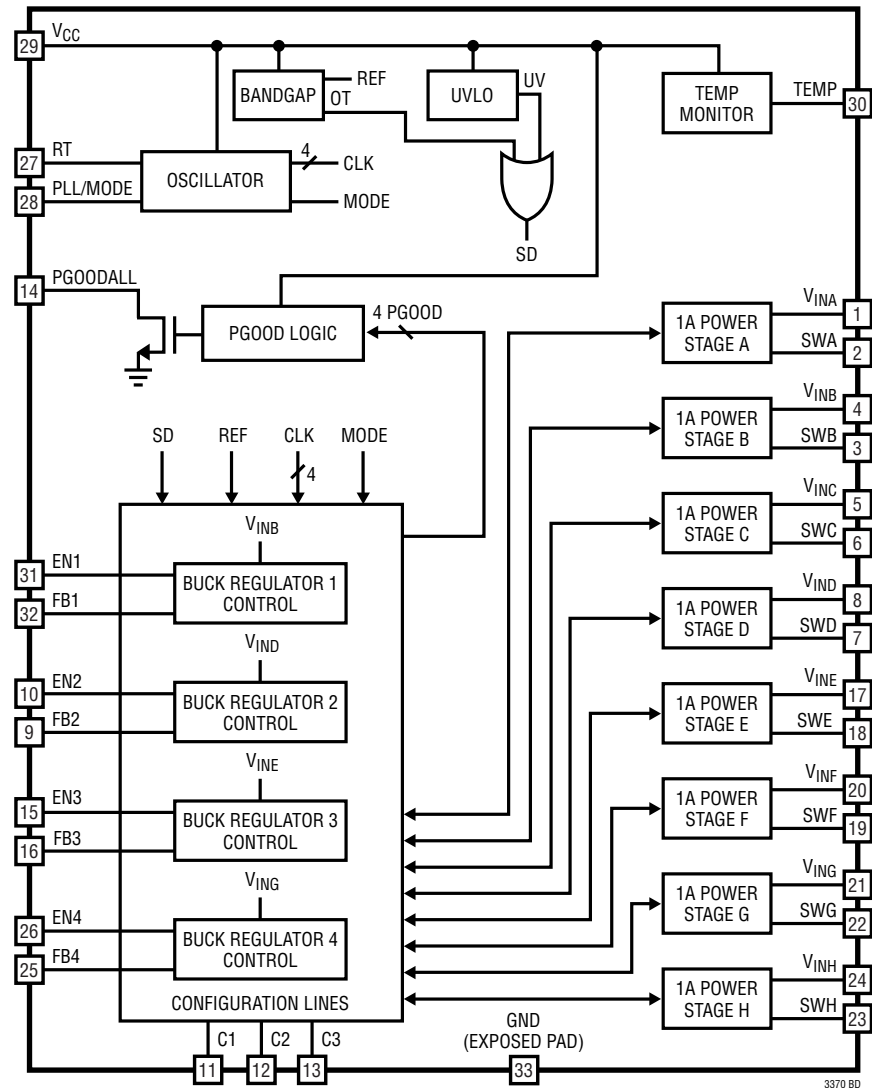 29 VCC
BANDGAP
REF
OT
UVLO
UV
TEMP
MONITOR
TEMP
30
27 RT
28 PLL/MODE
OSCILLATOR
4
CLK
MODE
SD
14 PGOODALL
PGOOD LOGIC
4 PGOOD
1A POWER
STAGE A
VINA 1
SWA 2
1A POWER
STAGE B
VINB 4
SWB 3
1A POWER
STAGE C
VINC 5
SWC 6
1A POWER
STAGE D
VIND 8
SWD 7
1A POWER
STAGE E
VINE 17
SWE 18
1A POWER
STAGE F
VINF 20
SWF 19
1A POWER
STAGE G
VING 21
SWG 22
1A POWER
STAGE H
VINH 24
SWH 23
SD REF CLK MODE
4
VINB
31 EN1
32 FB1
BUCK REGULATOR 1
CONTROL
VIND
10 EN2
9 FB2
BUCK REGULATOR 2
CONTROL
VINE
15 EN3
16 FB3
BUCK REGULATOR 3
CONTROL
VING
26 EN4
25 FB4
BUCK REGULATOR 4
CONTROL
CONFIGURATION LINES
C1 C2 C3
11 12 13
GND
(EXPOSED PAD)
33
3370 BD